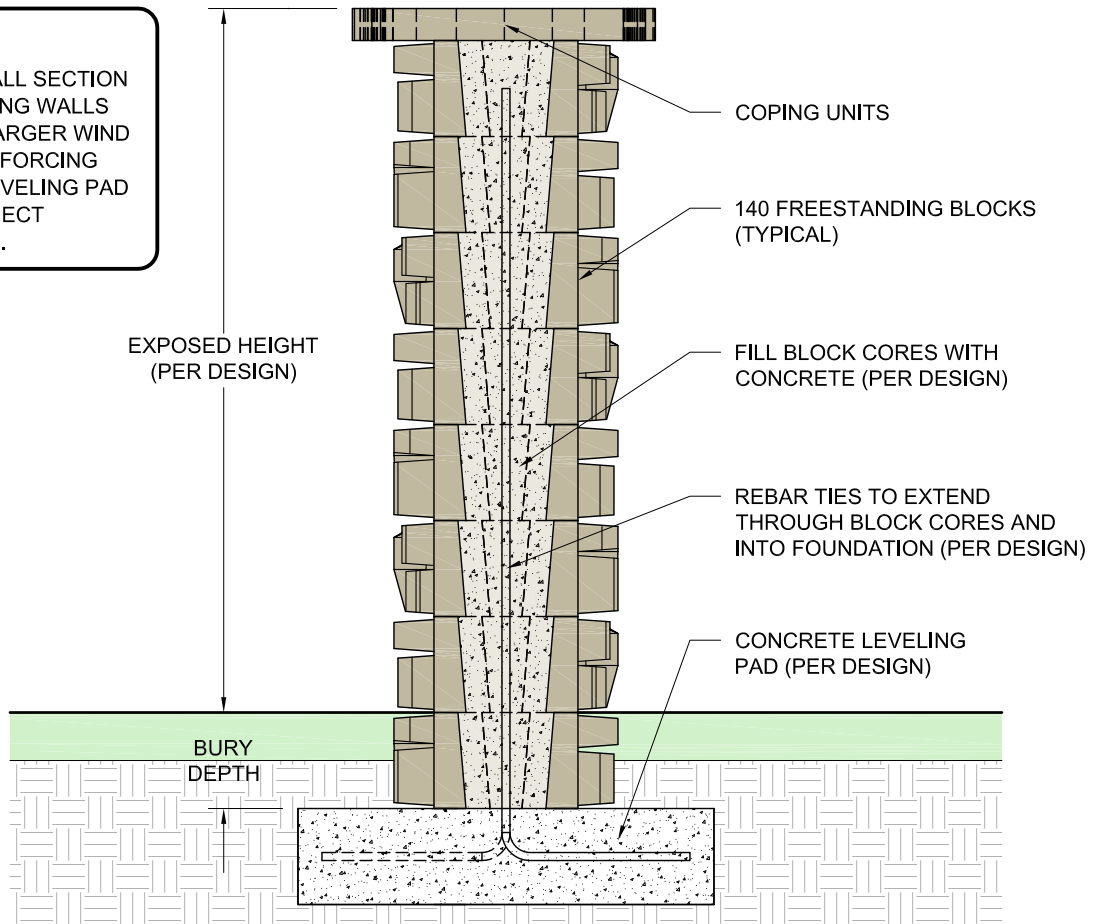 ALL SECTION
ING WALLS
ARGER WIND
FORCING
VELING PAD
ECT
.
COPING UNITS
140 FREESTANDING BLOCKS
(TYPICAL)
EXPOSED HEIGHT
(PER DESIGN)
FILL BLOCK CORES WITH
CONCRETE (PER DESIGN)
REBAR TIES TO EXTEND
THROUGH BLOCK CORES AND
INTO FOUNDATION (PER DESIGN)
CONCRETE LEVELING
PAD (PER DESIGN)
BURY
DEPTH